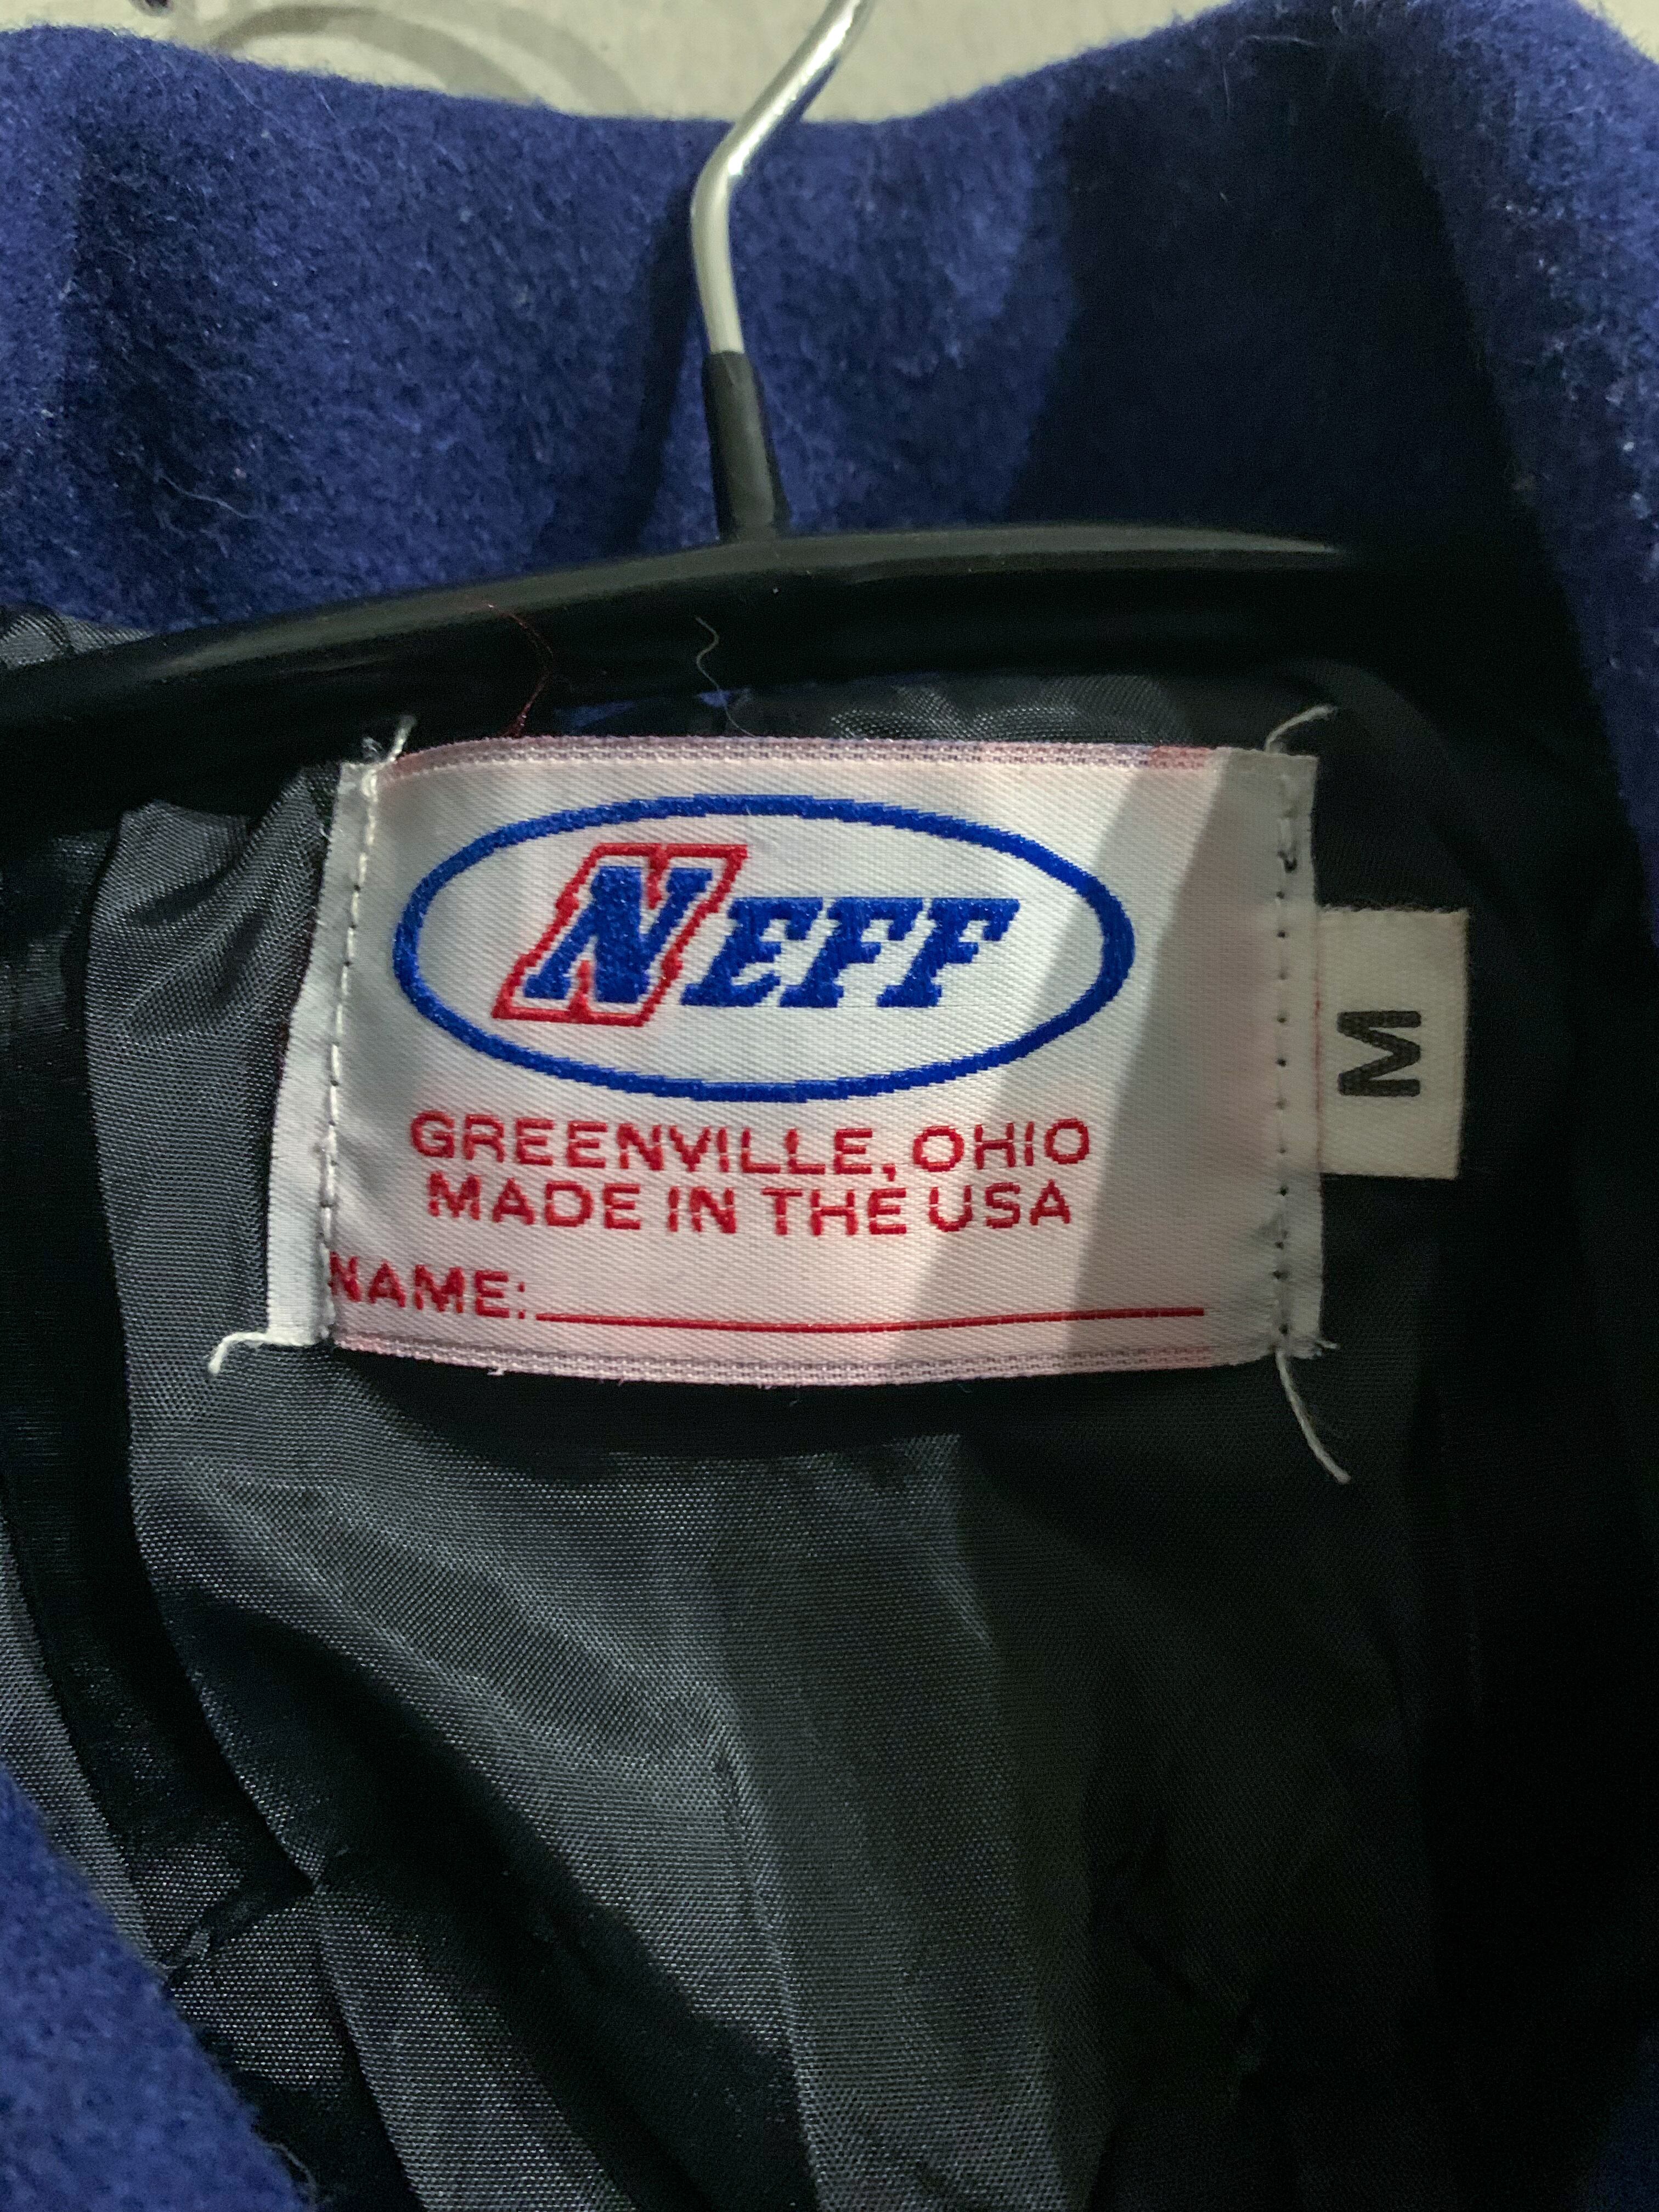 NEFF
GREENVILLE, OHIO
MADE IN THE USA
NAME:
M